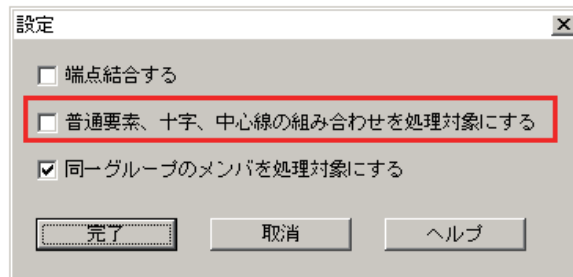 設定
端点結合する
普通要素、十字、中心線の組み合わせを処理対象にする
同一グループのメンバを処理対象にする
完了 取消 ヘルプ